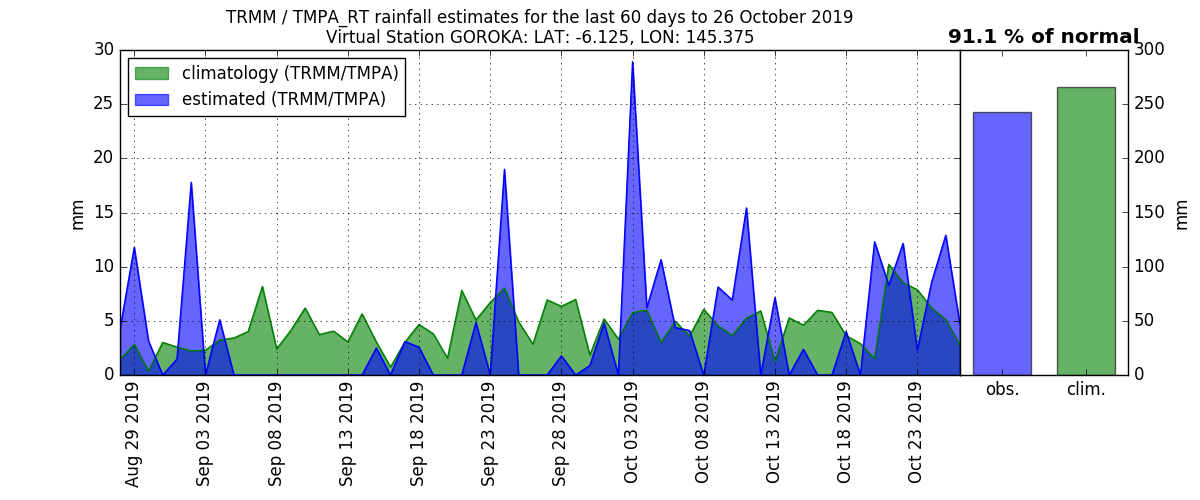 TRMM / TMPA_RT rainfall estimates for the last 60 days to 26 October 2019
Virtual Station GOROKA: LAT: -6.125, LON: 145.375
91.1 % of normal
climatology (TRMM/TMPA)
estimated (TRMM/TMPA)
30
25
20
15
10
5
0
mm
Aug 29 2019
Sep 03 2019
Sep 08 2019
Sep 13 2019
Sep 18 2019
Sep 23 2019
Sep 28 2019
Oct 03 2019
Oct 08 2019
Oct 13 2019
Oct 18 2019
Oct 23 2019
obs.
clim.
300
250
200
150
100
50
0
mm